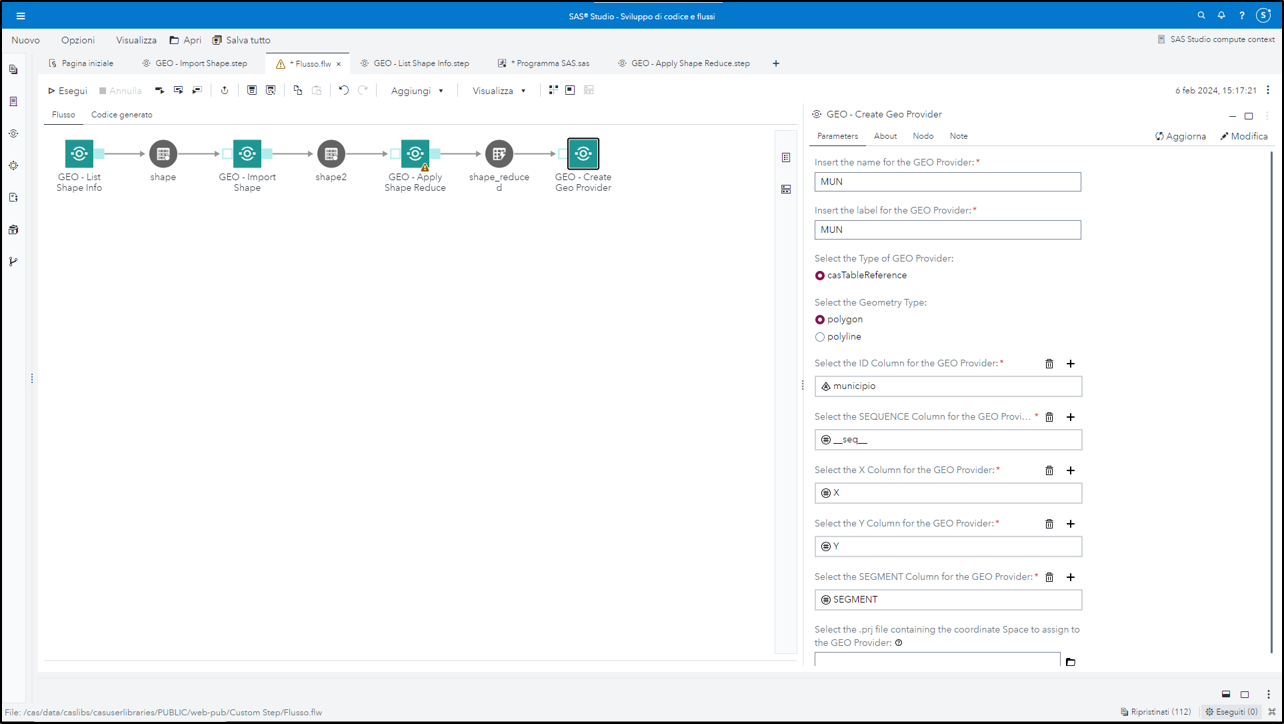 SAS® Studio - Sviluppo di codice e flussi
S
Nuovo Opzioni Visualizza Apri Salva tutto
SAS Studio compute context
Pagina iniziale GEO - Import Shape.step * Flusso.flw × GEO - List Shape Info.step * Programma SAS.sas GEO - Apply Shape Reduce.step +
Esegui Annulla Aggiungi Visualizza
6 feb 2024, 15:17:21
Flusso Codice generato
GEO - List
Shape Info
shape
GEO - Import
Shape
shape2
GEO - Apply
Shape Reduce
shape_reduce
d
GEO - Create
Geo Provider
GEO - Create Geo Provider
Parameters About Nodo Note
Aggiorna Modifica
Insert the name for the GEO Provider: *
MUN
Insert the label for the GEO Provider: *
MUN
Select the Type of GEO Provider:
casTableReference
Select the Geometry Type:
polygon
polyline
Select the ID Column for the GEO Provider: *
municipio
Select the SEQUENCE Column for the GEO Provi... *
__seq__
Select the X Column for the GEO Provider: *
X
Select the Y Column for the GEO Provider: *
Y
Select the SEGMENT Column for the GEO Provider: *
SEGMENT
Select the .prj file containing the coordinate Space to assign to
the GEO Provider:
File: /cas/data/caslibs/casuserlibraries/PUBLIC/web-pub/Custom Step/Flusso.flw
Ripristinati (112) Eseguiti (0)